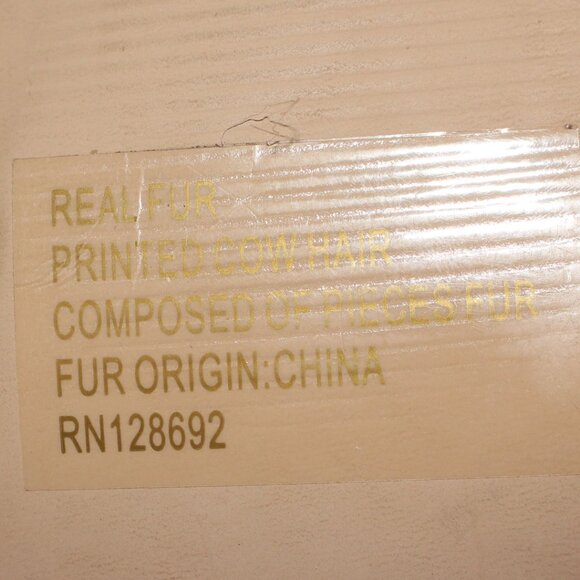 REAL FUR
PRINTED COW HAIR
COMPOSED OF PIECES FUR
FUR ORIGIN:CHINA
RN128692